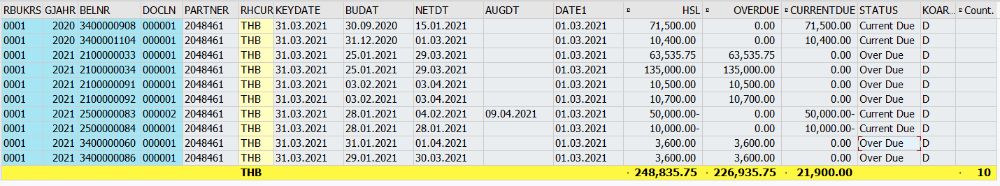 RBUKRS GJAHR BELNR DOCLN PARTNER RHCUR KEYDATE BUDAT NETDT AUGDT DATE1 Σ HSL Σ OVERDUE Σ CURRENTDUE STATUS KOAR... Σ Count.
0001 2020 3400000908 000001 2048461 THB 31.03.2021 30.09.2020 15.01.2021 01.03.2021 71,500.00 0.00 71,500.00 Current Due D
0001 2020 3400001104 000001 2048461 THB 31.03.2021 31.12.2020 01.03.2021 01.03.2021 10,400.00 0.00 10,400.00 Current Due D
0001 2021 2100000033 000001 2048461 THB 31.03.2021 25.01.2021 29.03.2021 01.03.2021 63,535.75 63,535.75 0.00 Over Due D
0001 2021 2100000034 000001 2048461 THB 31.03.2021 25.01.2021 29.03.2021 01.03.2021 135,000.00 135,000.00 0.00 Over Due D
0001 2021 2100000091 000001 2048461 THB 31.03.2021 03.02.2021 03.04.2021 01.03.2021 10,500.00 10,500.00 0.00 Over Due D
0001 2021 2100000092 000001 2048461 THB 31.03.2021 03.02.2021 03.04.2021 01.03.2021 10,700.00 10,700.00 0.00 Over Due D
0001 2021 2500000083 000002 2048461 THB 31.03.2021 28.01.2021 04.02.2021 09.04.2021 01.03.2021 50,000.00- 0.00 50,000.00- Current Due D
0001 2021 2500000084 000001 2048461 THB 31.03.2021 28.01.2021 28.01.2021 01.03.2021 10,000.00- 0.00 10,000.00- Current Due D
0001 2021 3400000060 000001 2048461 THB 31.03.2021 31.01.2021 01.04.2021 01.03.2021 3,600.00 3,600.00 0.00 Over Due D
0001 2021 3400000086 000001 2048461 THB 31.03.2021 29.01.2021 30.03.2021 01.03.2021 3,600.00 3,600.00 0.00 Over Due D
THB · 248,835.75 · 226,935.75 · 21,900.00 · 10